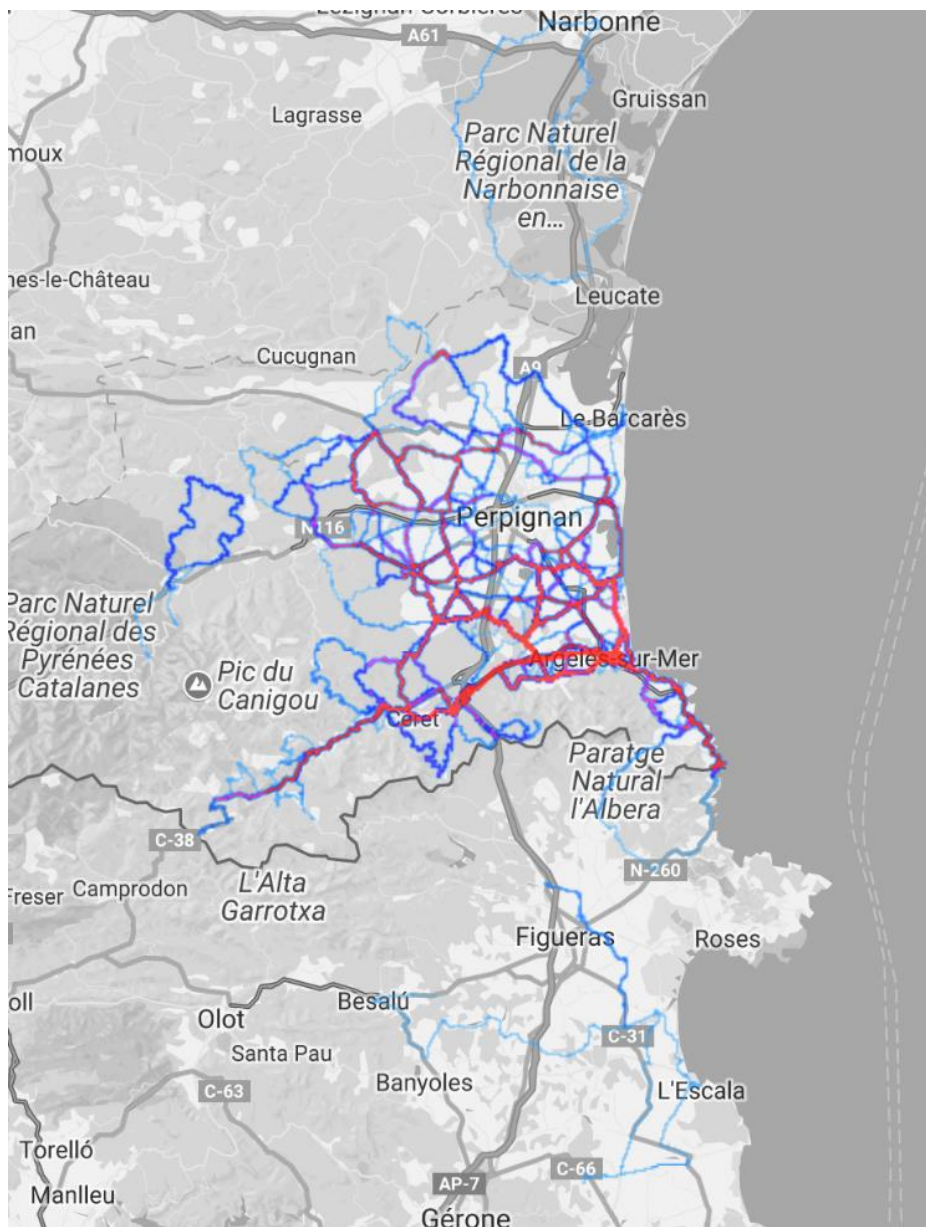 Lézignan-Corbières
Narbonne
A61
Gruissan
Lagrasse
Parc Naturel
Régional de la
Narbonnaise
en...
moux
nes-le-Château
Leucate
an
Cucugnan
A9
Le Barcarès
Perpignan
N116
Parc Naturel
Régional des
Pyrénées
Catalanes
Pic du
Canigou
Argelès-sur-Mer
Céret
Paratge
Natural
l'Albera
C-38
N-260
L'Alta
Garrotxa
Freser
Camprodon
Figueras
Roses
oll
Olot
Besalú
C-31
Santa Pau
Banyoles
L'Escala
C-63
Torelló
C-66
Manlleu
AP-7
Gérone